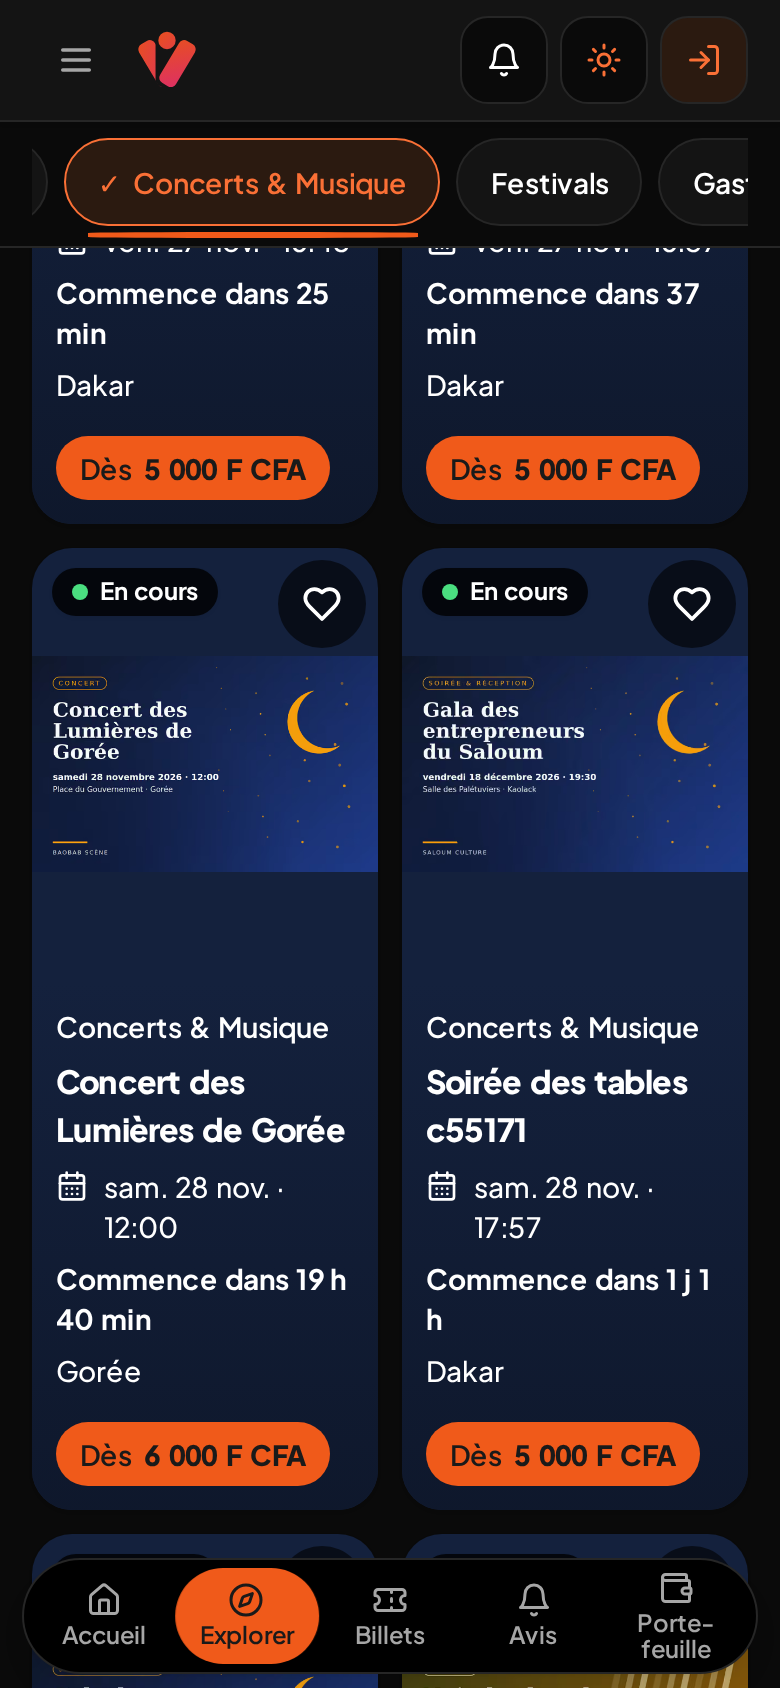 ✓ Concerts & Musique
Festivals
Commence dans 25
min
Dakar
Dès 5 000 F CFA
Commence dans 37
min
Dakar
Dès 5 000 F CFA
En cours
CONCERT
Concert des
Lumières de
Gorée
samedi 28 novembre 2026 · 12:00
Place du Gouvernement · Gorée
BAOBAB SCÈNE
Concerts & Musique
Concert des
Lumières de Gorée
sam. 28 nov. ·
12:00
Commence dans 19 h
40 min
Gorée
Dès 6 000 F CFA
En cours
SOIRÉE & RÉCEPTION
Gala des
entrepreneurs
du Saloum
vendredi 18 décembre 2026 · 19:30
Salle des Palétuviers · Kaolack
SALOUM CULTURE
Concerts & Musique
Soirée des tables
c55171
sam. 28 nov. ·
17:57
Commence dans 1 j 1
h
Dakar
Dès 5 000 F CFA
Accueil
Explorer
Billets
Avis
Porte-
feuille